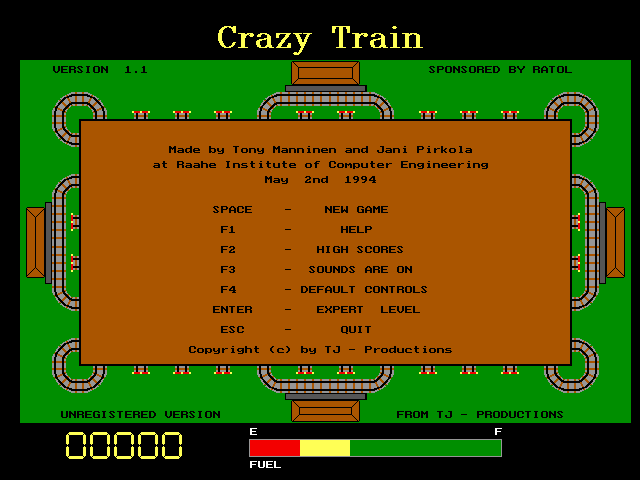 Crazy Train
VERSION 1.1
SPONSORED BY RATOL
Made by Tony Manninen and Jani Pirkola
at Raahe Institute of Computer Engineering
May 2nd 1994
SPACE - NEW GAME
F1 - HELP
F2 - HIGH SCORES
F3 - SOUNDS ARE ON
F4 - DEFAULT CONTROLS
ENTER - EXPERT LEVEL
ESC - QUIT
Copyright (c) by TJ - Productions
UNREGISTERED VERSION
FROM TJ - PRODUCTIONS
00000
E F
FUEL